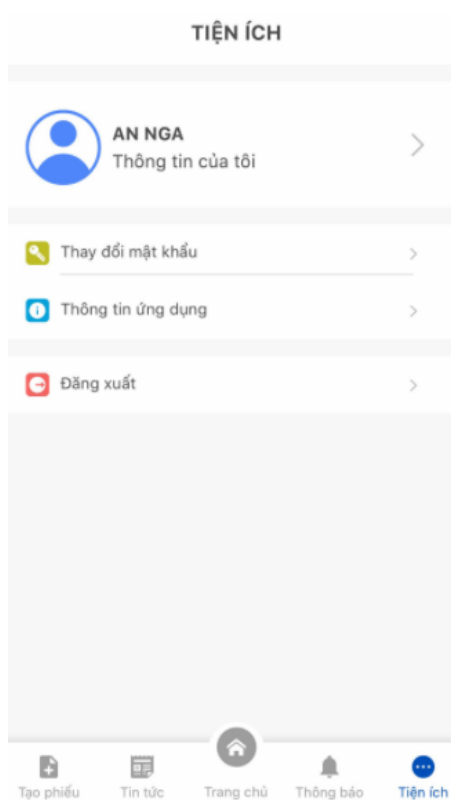 TIỆN ÍCH
AN NGA
Thông tin của tôi
Thay đổi mật khẩu
Thông tin ứng dụng
Đăng xuất
Tạo phiếu
Tin tức
Trang chủ
Thông báo
Tiện ích